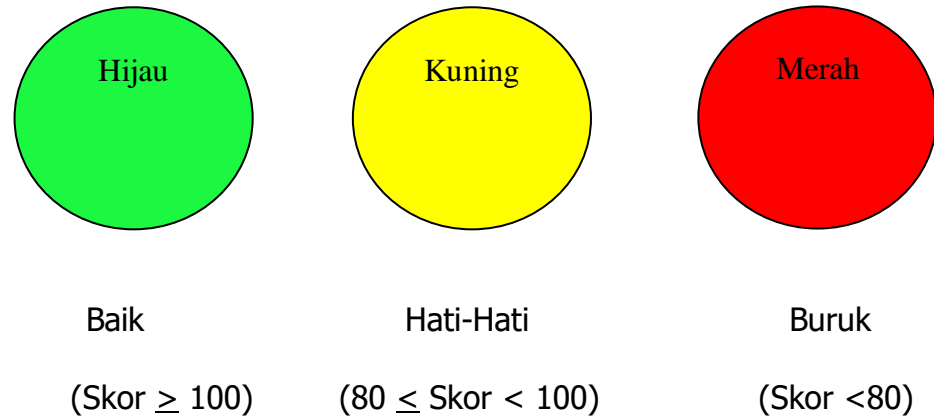 Hijau Kuning Merah
Baik Hati-Hati Buruk
(Skor ≥ 100) (80 ≤ Skor < 100) (Skor <80)